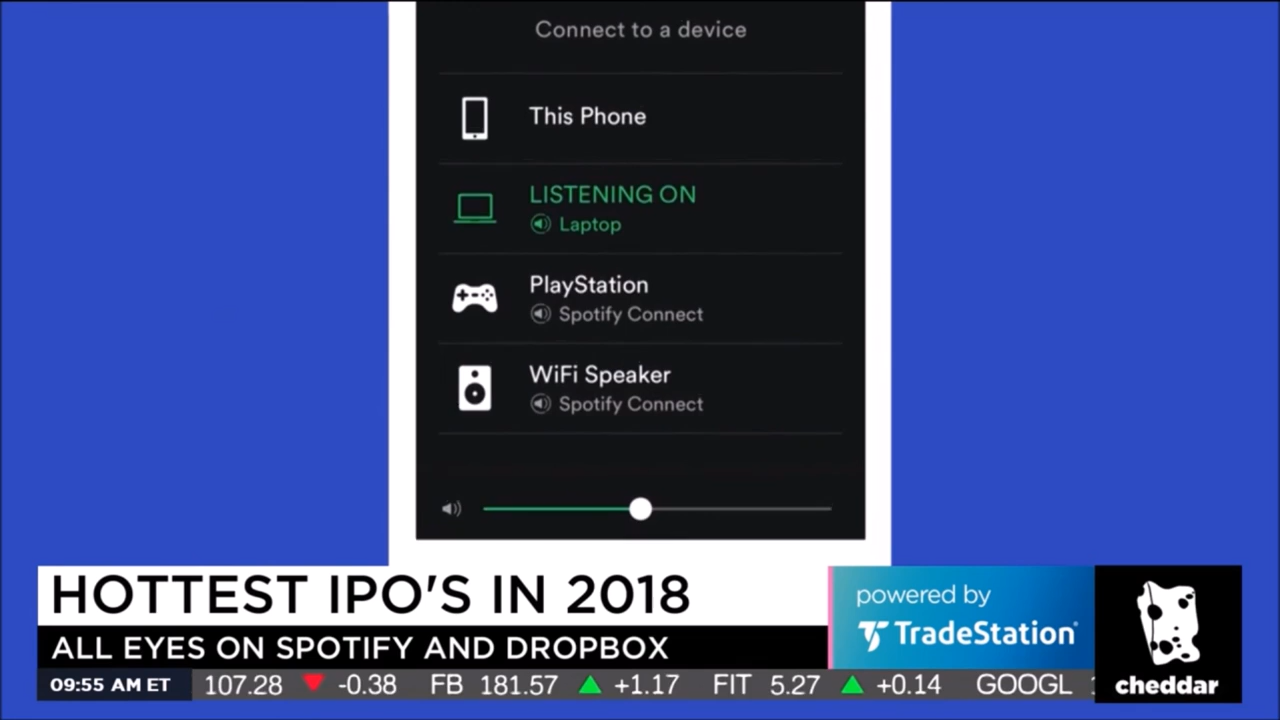 Connect to a device
This Phone
LISTENING ON
Laptop
PlayStation
Spotify Connect
WiFi Speaker
Spotify Connect
HOTTEST IPO'S IN 2018
ALL EYES ON SPOTIFY AND DROPBOX
powered by
TradeStation®
cheddar
09:55 AM ET 107.28 ▼ -0.38 FB 181.57 ▲ +1.17 FIT 5.27 ▲ +0.14 GOOGL